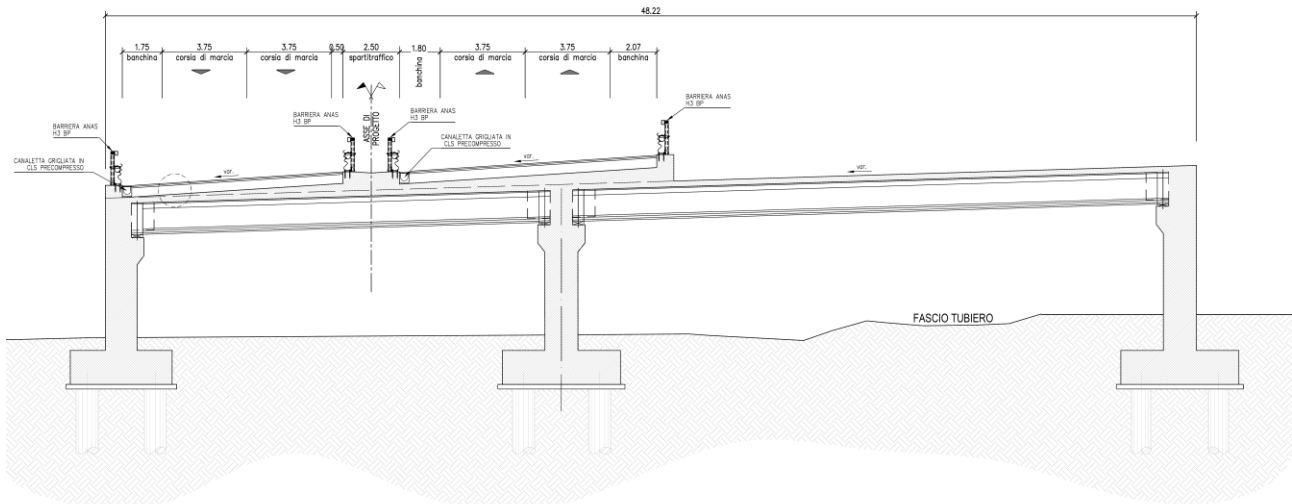 48.22
1.75 3.75 3.75 0.50 2.50 1.80 3.75 3.75 2.07
banchina corsia di marcia corsia di marcia spartitraffico banchina corsia di marcia corsia di marcia banchina
BARRIERA ANAS
H3 BP
BARRIERA ANAS
H3 BP
BARRIERA ANAS
H3 BP
BARRIERA ANAS
H3 BP
ASSE DI
PROGETTO
CANALETTA GRIGLIATA IN
CLS PRECOMPRESSO
CANALETTA GRIGLIATA IN
CLS PRECOMPRESSO
var.
var.
var.
FASCIO TUBIERO